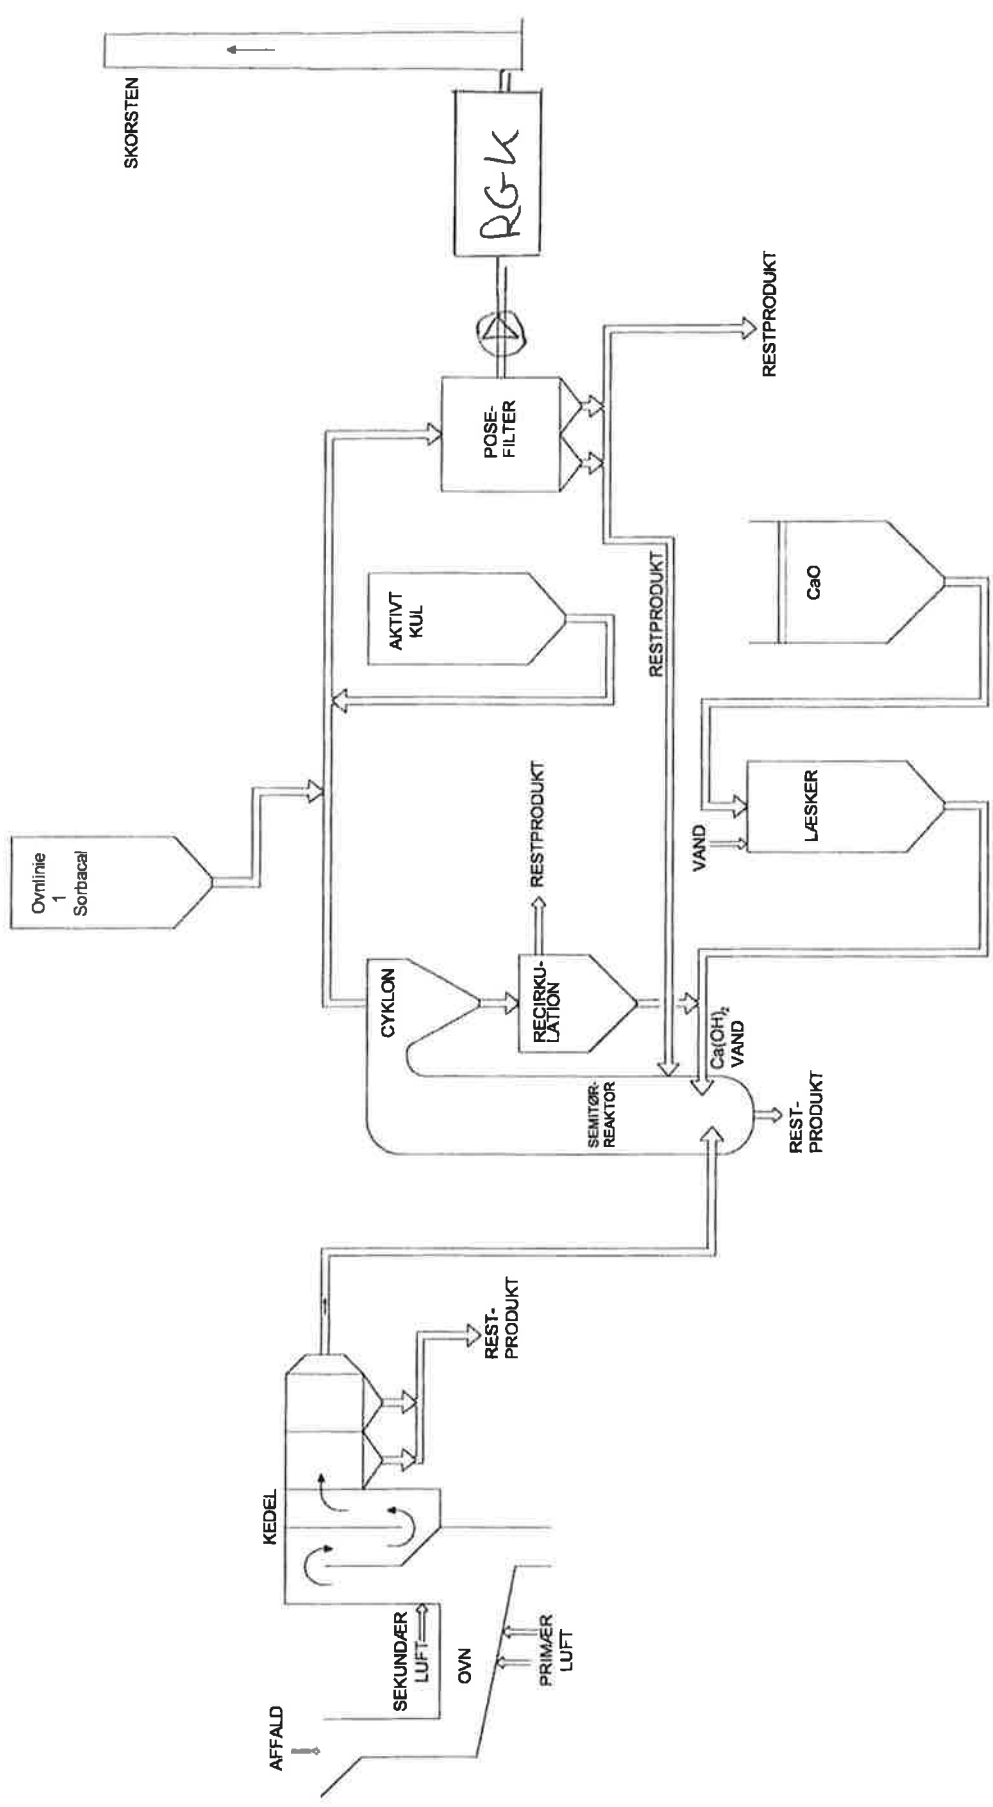 Ovnlinie
1
Sorbacal
SKORSTEN
RGK
AFFALD
KEDEL
SEKUNDÆR
LUFT
OVN
PRIMÆR
LUFT
REST-
PRODUKT
CYKLON
RECIRKU-
LATION
RESTPRODUKT
SEMITØR-
REAKTOR
REST-
PRODUKT
Ca(OH)2
VAND
AKTIVT
KUL
POSE-
FILTER
RESTPRODUKT
RESTPRODUKT
VAND
LÆSKER
CaO